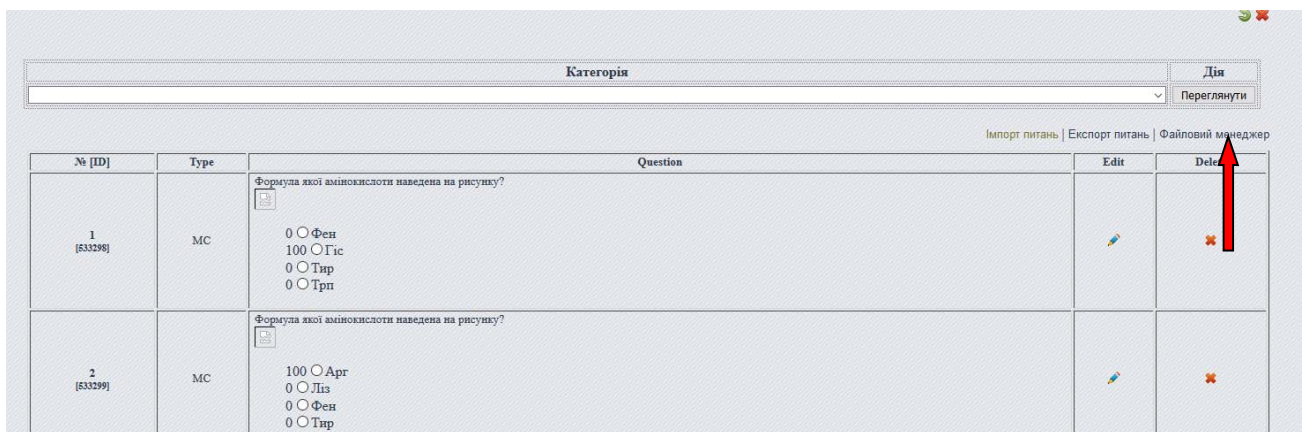 Категорія Дія
Переглянути
Імпорт питань | Експорт питань | Файловий менеджер
№ [ID] Type Question Edit Delet
1
[533298]
MC
Формула якої амінокислоти наведена на рисунку?
0 Фен
100 Гіс
0 Тир
0 Трп
2
[533299]
MC
Формула якої амінокислоти наведена на рисунку?
100 Арг
0 Ліз
0 Фен
0 Тир